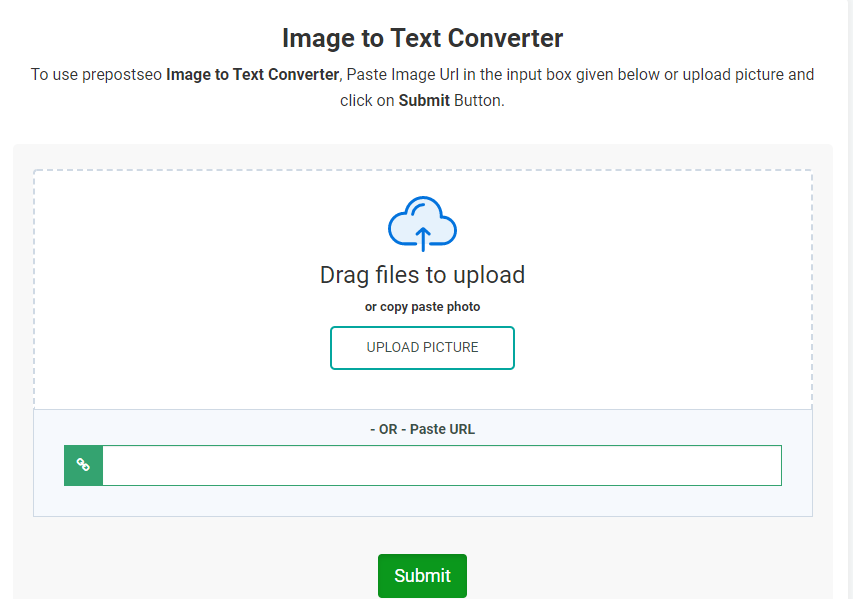 Image to Text Converter
To use prepostseo Image to Text Converter, Paste Image Url in the input box given below or upload picture and
click on Submit Button.
Drag files to upload
or copy paste photo
UPLOAD PICTURE
- OR - Paste URL
Submit